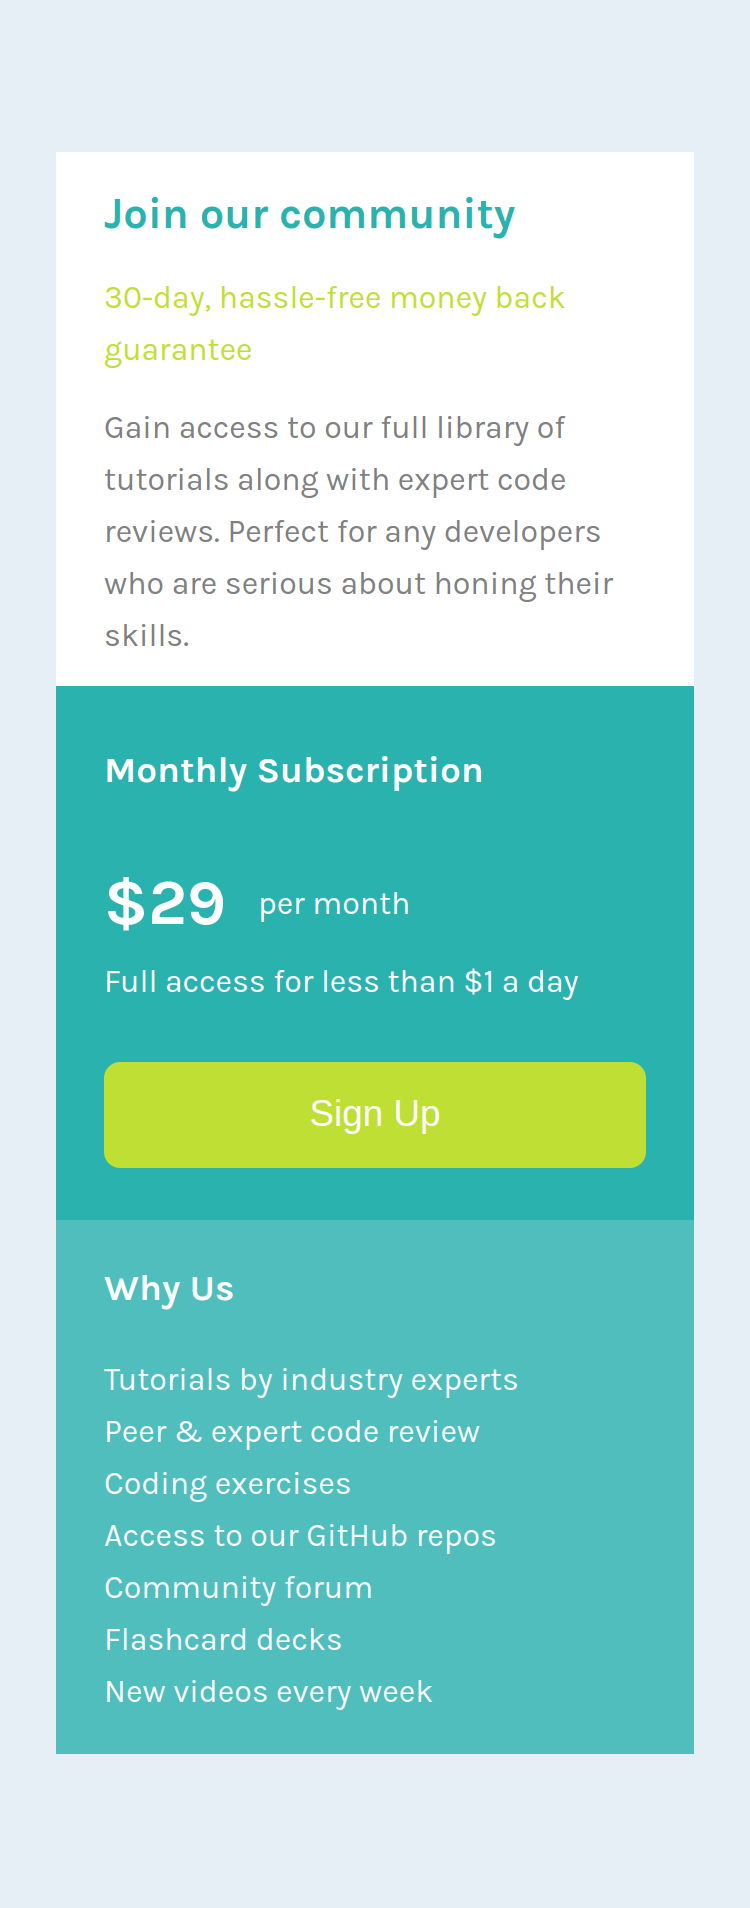 Join our community
30-day, hassle-free money back
guarantee
Gain access to our full library of
tutorials along with expert code
reviews. Perfect for any developers
who are serious about honing their
skills.
Monthly Subscription
$29 per month
Full access for less than $1 a day
Sign Up
Why Us
Tutorials by industry experts
Peer & expert code review
Coding exercises
Access to our GitHub repos
Community forum
Flashcard decks
New videos every week